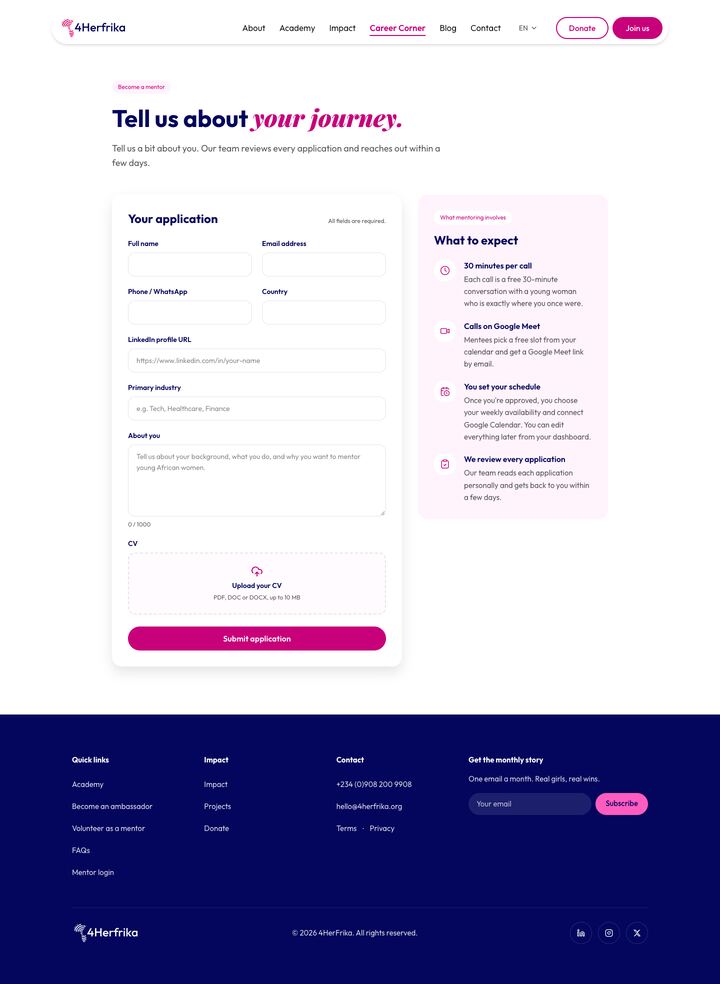 4Herfrika
About
Academy
Impact
Career Corner
Blog
Contact
EN
Donate
Join us
Become a mentor
Tell us about your journey.
Tell us a bit about you. Our team reviews every application and reaches out within a
few days.
Your application
All fields are required.
Full name
Email address
Phone / WhatsApp
Country
LinkedIn profile URL
https://www.linkedin.com/in/your-name
Primary industry
e.g. Tech, Healthcare, Finance
About you
Tell us about your background, what you do, and why you want to mentor
young African women.
0 / 1000
CV
Upload your CV
PDF, DOC or DOCX, up to 10 MB
Submit application
What mentoring involves
What to expect
30 minutes per call
Each call is a free 30-minute
conversation with a young woman
who is exactly where you once were.
Calls on Google Meet
Mentees pick a free slot from your
calendar and get a Google Meet link
by email.
You set your schedule
Once you're approved, you choose
your weekly availability and connect
Google Calendar. You can edit
everything later from your dashboard.
We review every application
Our team reads each application
personally and gets back to you within
a few days.
Quick links
Academy
Become an ambassador
Volunteer as a mentor
FAQs
Mentor login
Impact
Impact
Projects
Donate
Contact
+234 (0)908 200 9908
hello@4herfrika.org
Terms · Privacy
Get the monthly story
One email a month. Real girls, real wins.
Your email
Subscribe
4Herfrika
© 2026 4HerFrika. All rights reserved.